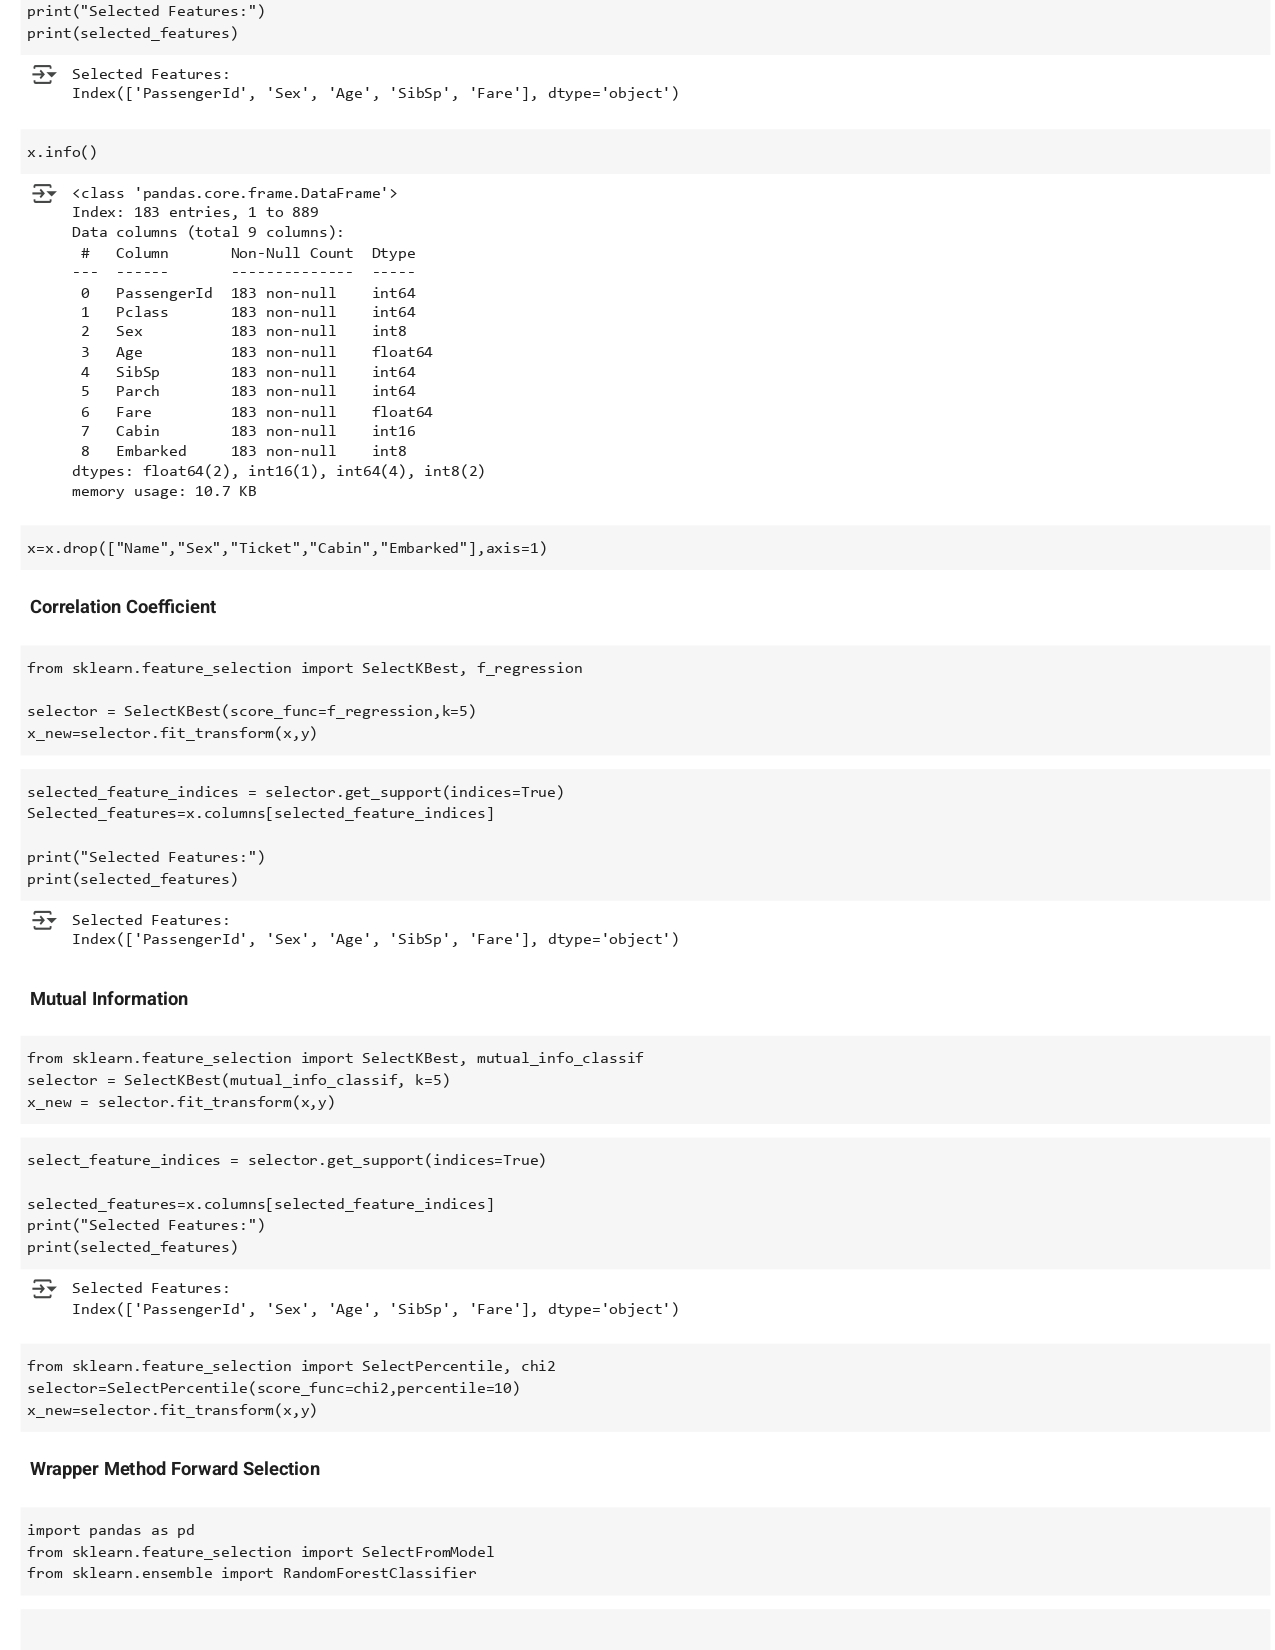 print("Selected Features:")
print(selected_features)
Selected Features:
Index(['PassengerId', 'Sex', 'Age', 'SibSp', 'Fare'], dtype='object')
x.info()
<class 'pandas.core.frame.DataFrame'>
Index: 183 entries, 1 to 889
Data columns (total 9 columns):
 #   Column       Non-Null Count  Dtype
---  ------       --------------  -----
 0   PassengerId  183 non-null    int64
 1   Pclass       183 non-null    int64
 2   Sex          183 non-null    int8
 3   Age          183 non-null    float64
 4   SibSp        183 non-null    int64
 5   Parch        183 non-null    int64
 6   Fare         183 non-null    float64
 7   Cabin        183 non-null    int16
 8   Embarked     183 non-null    int8
dtypes: float64(2), int16(1), int64(4), int8(2)
memory usage: 10.7 KB
x=x.drop(["Name","Sex","Ticket","Cabin","Embarked"],axis=1)
Correlation Coefficient
from sklearn.feature_selection import SelectKBest, f_regression
selector = SelectKBest(score_func=f_regression,k=5)
x_new=selector.fit_transform(x,y)
selected_feature_indices = selector.get_support(indices=True)
Selected_features=x.columns[selected_feature_indices]
print("Selected Features:")
print(selected_features)
Selected Features:
Index(['PassengerId', 'Sex', 'Age', 'SibSp', 'Fare'], dtype='object')
Mutual Information
from sklearn.feature_selection import SelectKBest, mutual_info_classif
selector = SelectKBest(mutual_info_classif, k=5)
x_new = selector.fit_transform(x,y)
select_feature_indices = selector.get_support(indices=True)
selected_features=x.columns[selected_feature_indices]
print("Selected Features:")
print(selected_features)
Selected Features:
Index(['PassengerId', 'Sex', 'Age', 'SibSp', 'Fare'], dtype='object')
from sklearn.feature_selection import SelectPercentile, chi2
selector=SelectPercentile(score_func=chi2,percentile=10)
x_new=selector.fit_transform(x,y)
Wrapper Method Forward Selection
import pandas as pd
from sklearn.feature_selection import SelectFromModel
from sklearn.ensemble import RandomForestClassifier